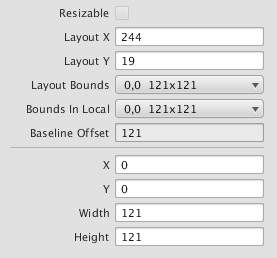 Resizable
Layout X 244
Layout Y 19
Layout Bounds 0,0 121x121
Bounds In Local 0,0 121x121
Baseline Offset 121
X 0
Y 0
Width 121
Height 121